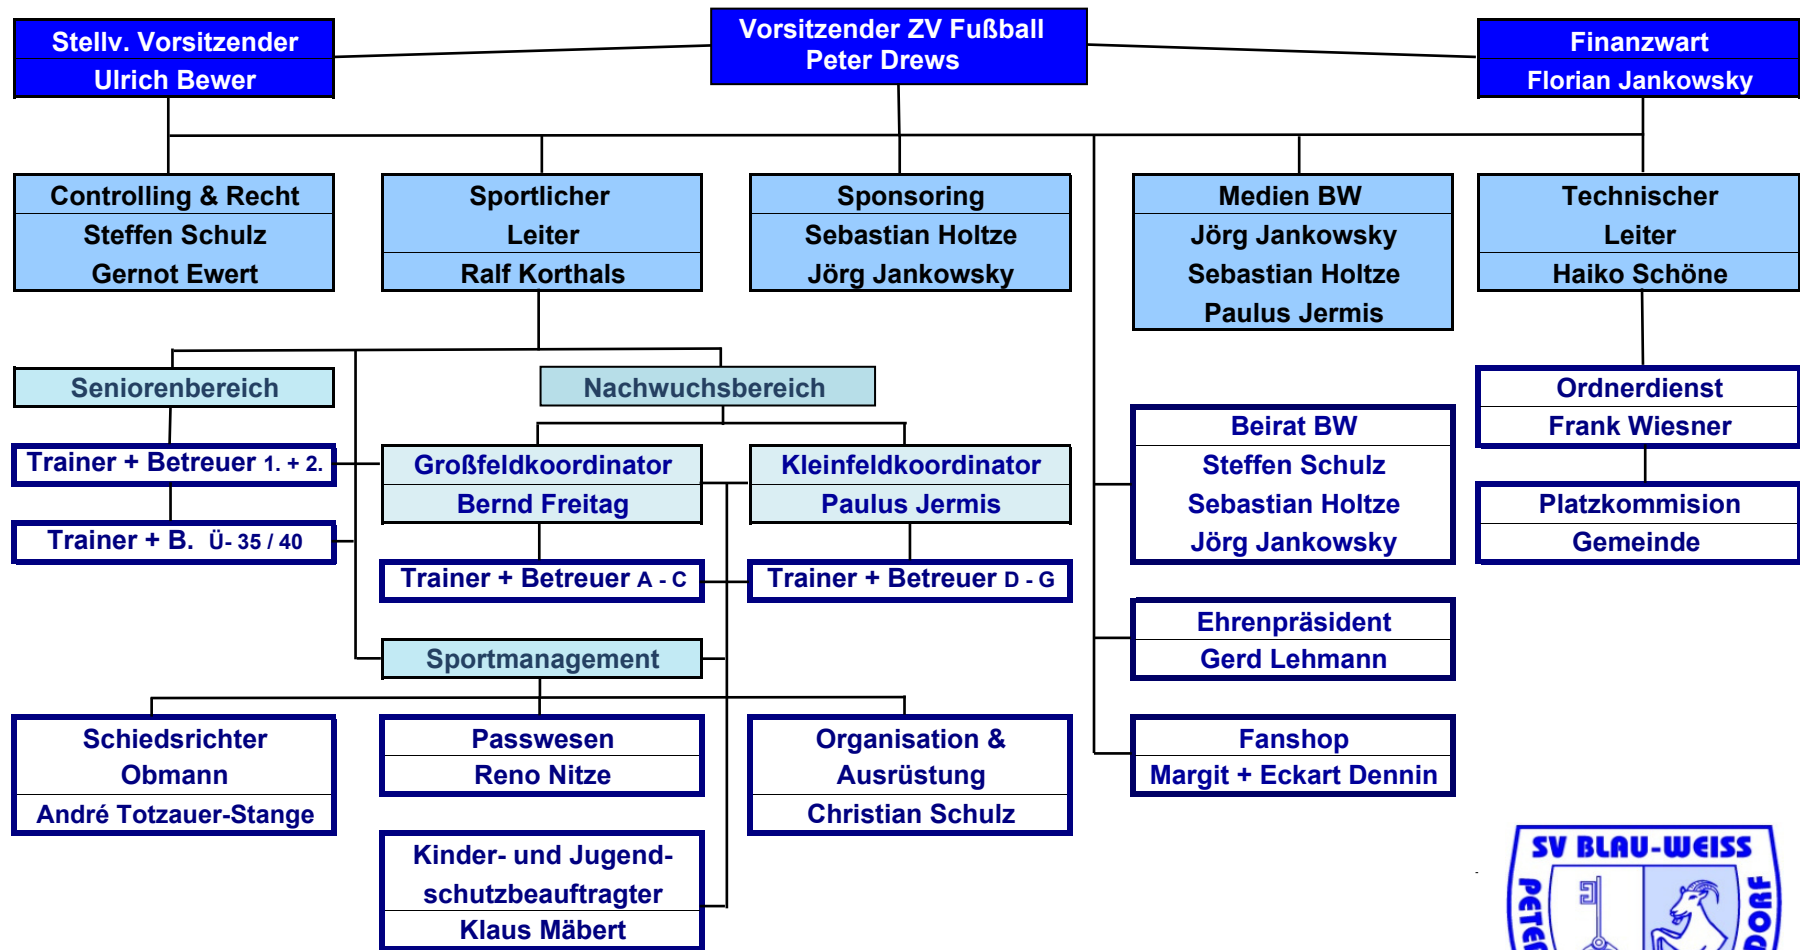 Stellv. Vorsitzender
Ulrich Bewer
Vorsitzender ZV Fußball
Peter Drews
Finanzwart
Florian Jankowsky
Controlling & Recht
Steffen Schulz
Gernot Ewert
Sportlicher
Leiter
Ralf Korthals
Sponsoring
Sebastian Holtze
Jörg Jankowsky
Medien BW
Jörg Jankowsky
Sebastian Holtze
Paulus Jermis
Technischer
Leiter
Haiko Schöne
Seniorenbereich
Nachwuchsbereich
Trainer + Betreuer 1. + 2.
Trainer + B. Ü- 35 / 40
Großfeldkoordinator
Bernd Freitag
Kleinfeldkoordinator
Paulus Jermis
Trainer + Betreuer A - C
Trainer + Betreuer D - G
Beirat BW
Steffen Schulz
Sebastian Holtze
Jörg Jankowsky
Ordnerdienst
Frank Wiesner
Platzkommision
Gemeinde
Ehrenpräsident
Gerd Lehmann
Sportmanagement
Schiedsrichter
Obmann
André Totzauer-Stange
Passwesen
Reno Nitze
Organisation &
Ausrüstung
Christian Schulz
Fanshop
Margit + Eckart Dennin
Kinder- und Jugend-
schutzbeauftragter
Klaus Mäbert
SV BLAU-WEISS